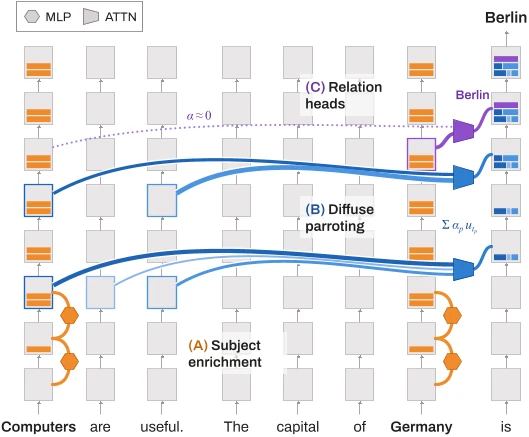 MLP ATTN
Berlin
(C) Relation
heads
Berlin
α ≈ 0
(B) Diffuse
parroting
Σ αₚ uₜₚ
(A) Subject
enrichment
Computers are useful. The capital of Germany is